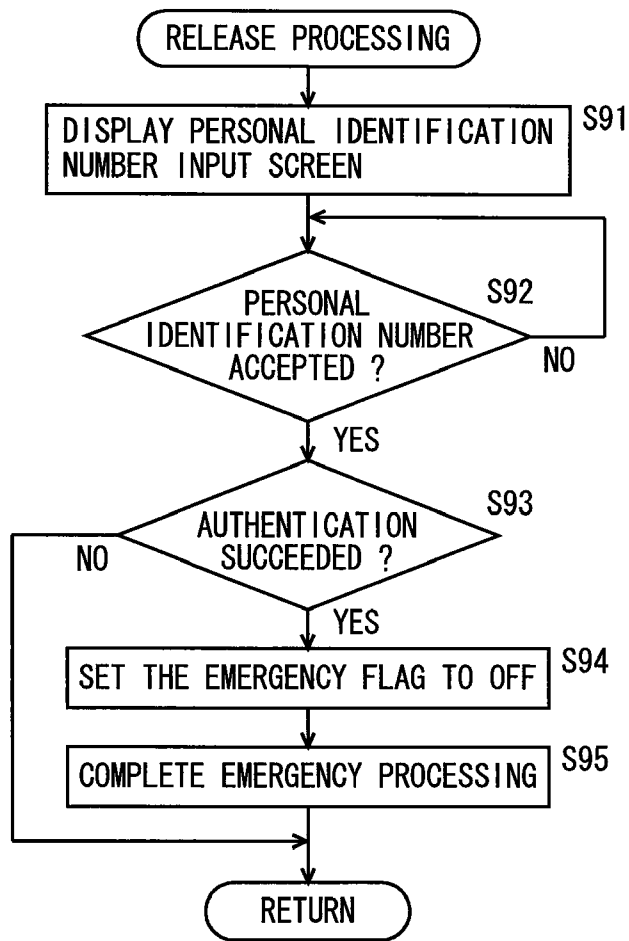 RELEASE PROCESSING
S91
DISPLAY PERSONAL IDENTIFICATION
NUMBER INPUT SCREEN
S92
PERSONAL
IDENTIFICATION NUMBER
ACCEPTED ?
NO
YES
S93
AUTHENTICATION
SUCCEEDED ?
NO
YES
S94
SET THE EMERGENCY FLAG TO OFF
S95
COMPLETE EMERGENCY PROCESSING
RETURN